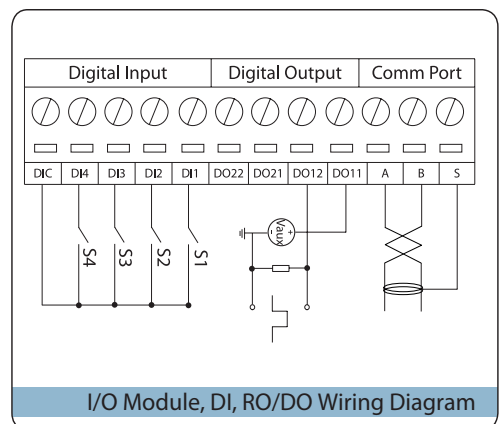 Digital Input Digital Output Comm Port
DIC DI4 DI3 DI2 DI1 DO22 DO21 DO12 DO11 A B S
S4 S3 S2 S1
- Vaux +
I/O Module, DI, RO/DO Wiring Diagram